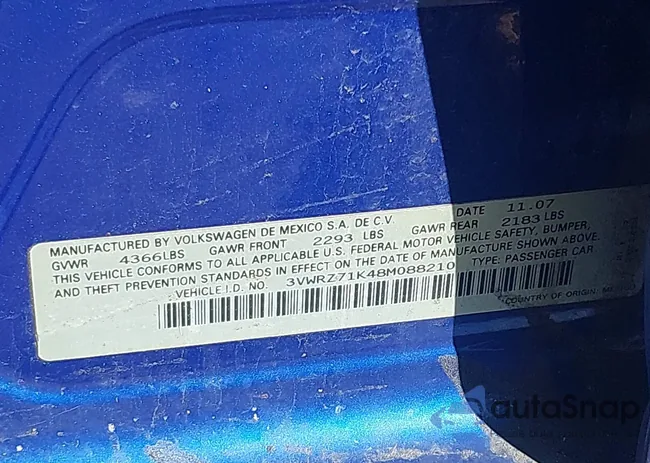 MANUFACTURED BY VOLKSWAGEN DE MEXICO S.A. DE C.V. DATE 11.07
GVWR 4366LBS GAWR FRONT 2293 LBS GAWR REAR 2183 LBS
THIS VEHICLE CONFORMS TO ALL APPLICABLE U.S. FEDERAL MOTOR VEHICLE SAFETY, BUMPER,
AND THEFT PREVENTION STANDARDS IN EFFECT ON THE DATE OF MANUFACTURE SHOWN ABOVE.
VEHICLE I.D. NO. 3VWRZ71K48M088210 TYPE: PASSENGER CAR
COUNTRY OF ORIGIN:
autoSnap